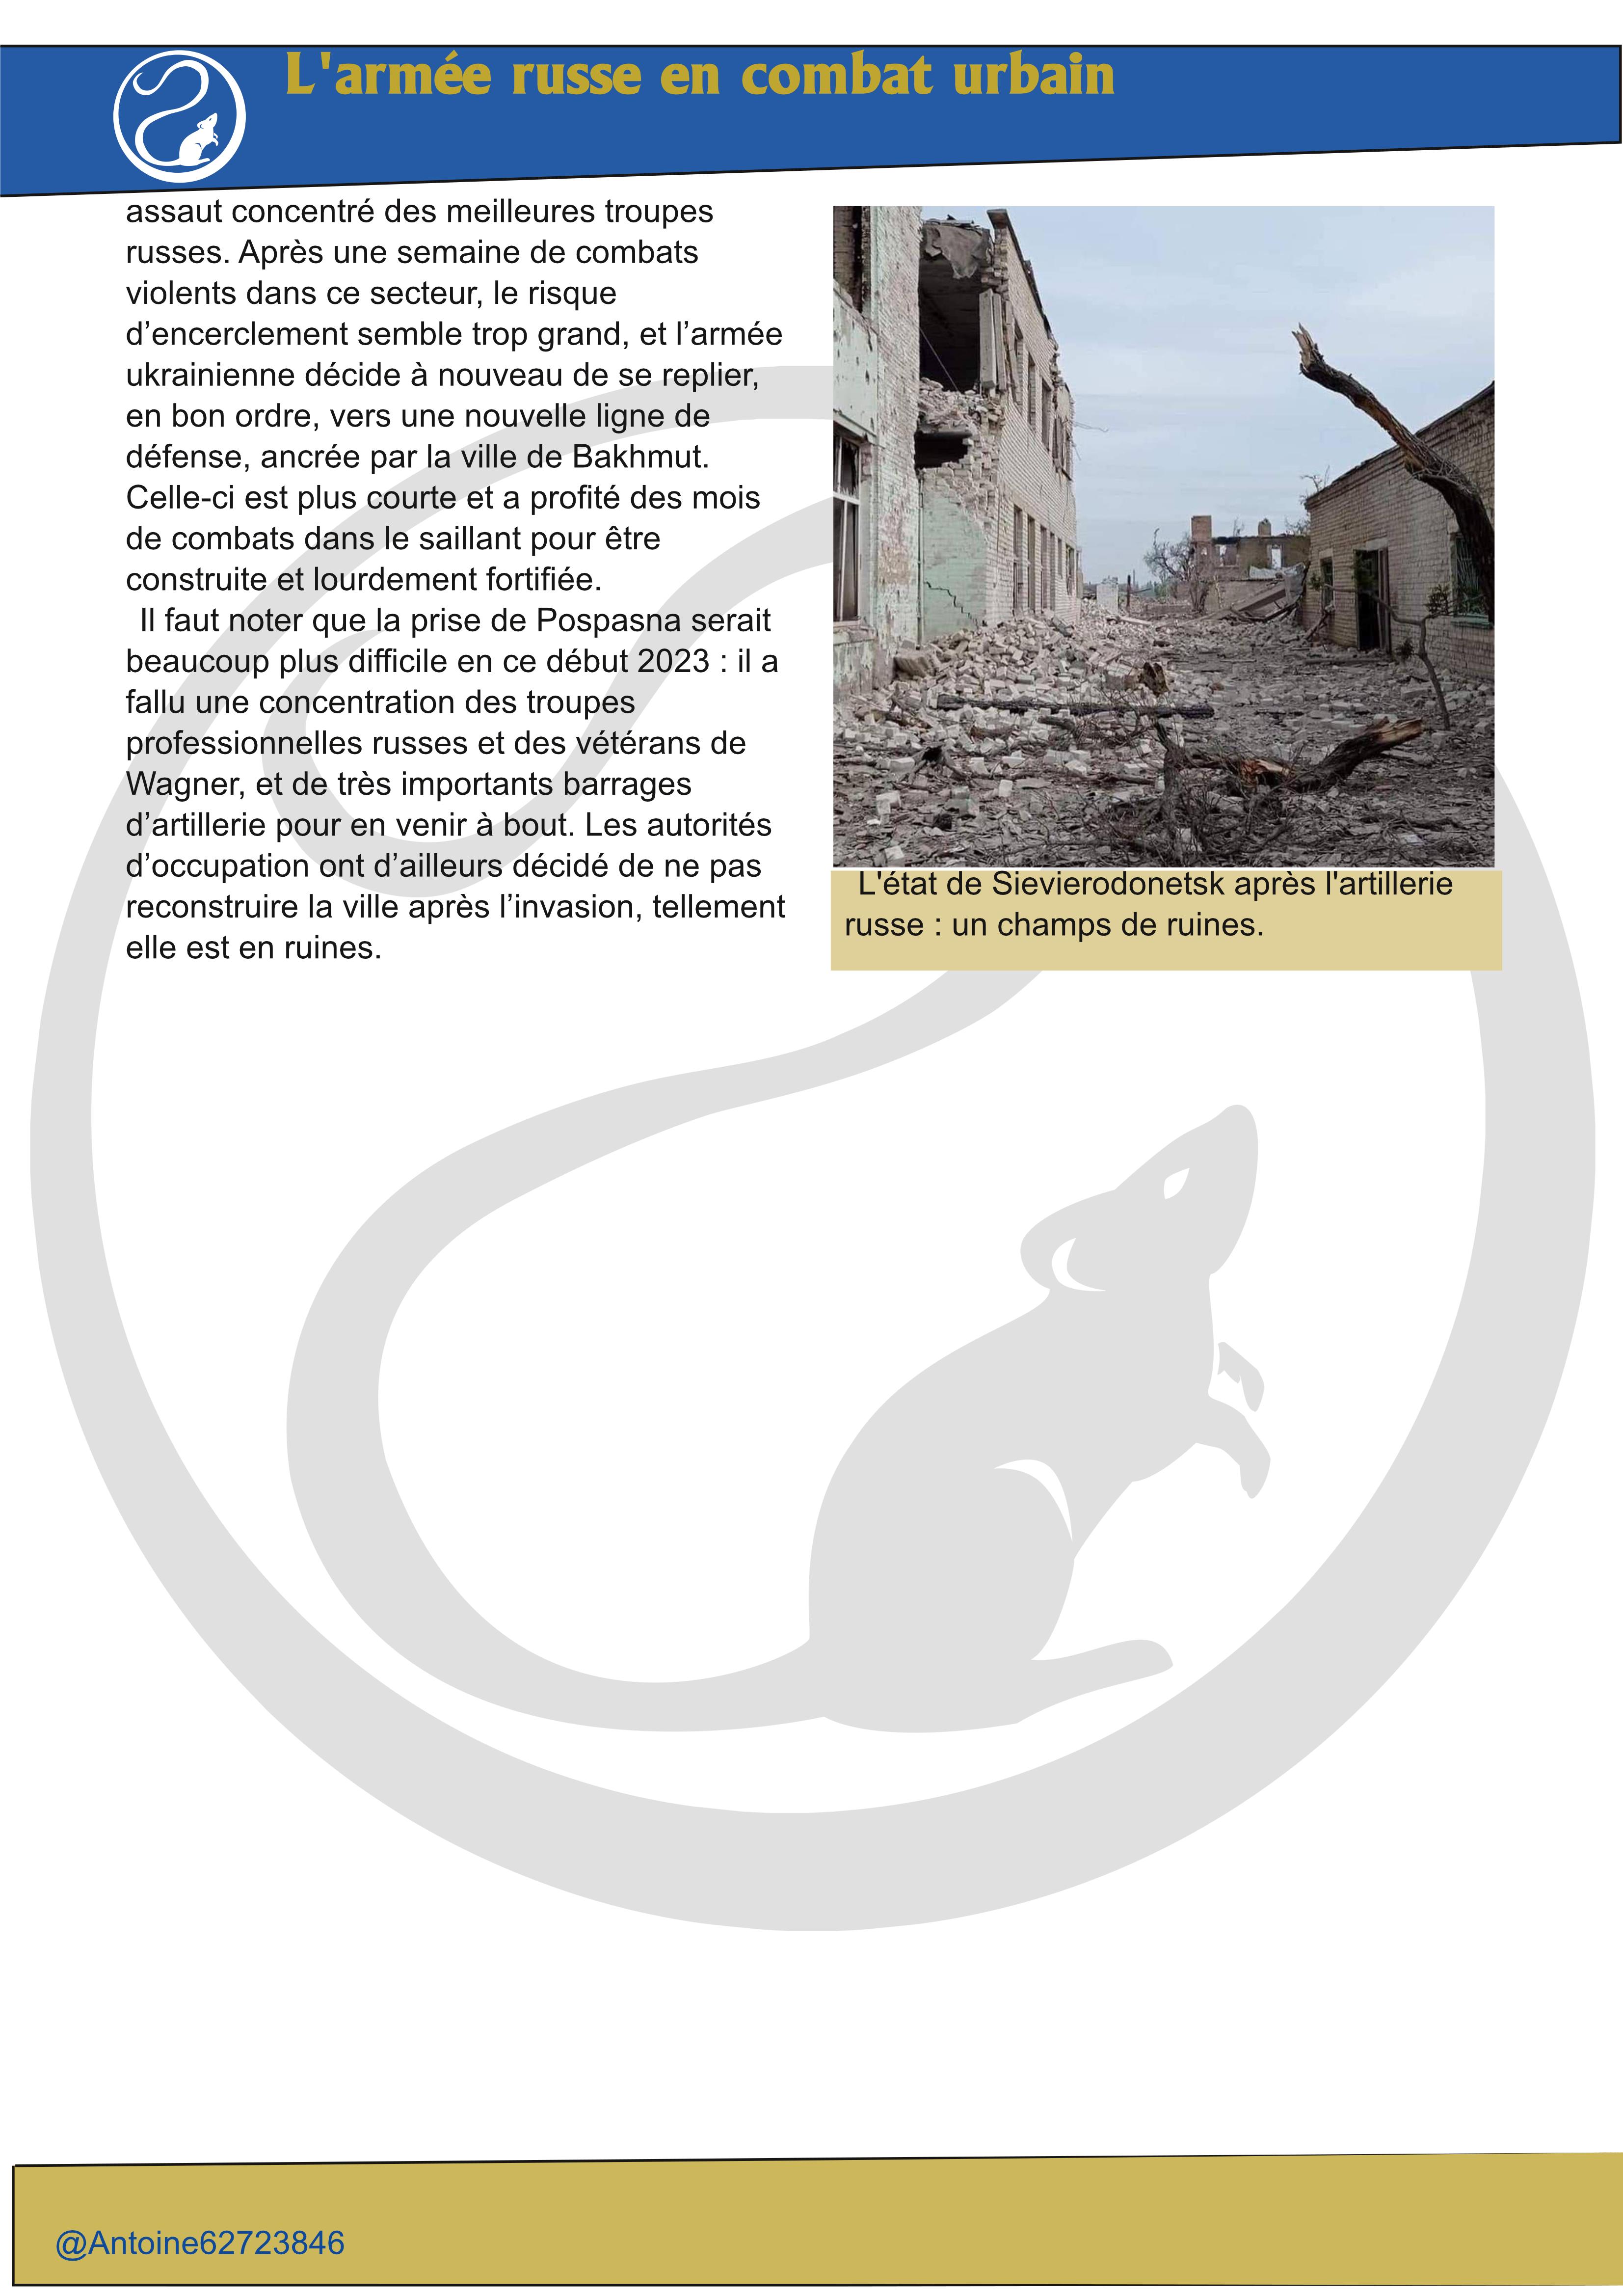 L'armée russe en combat urbain
assaut concentré des meilleures troupes
russes. Après une semaine de combats
violents dans ce secteur, le risque
d’encerclement semble trop grand, et l’armée
ukrainienne décide à nouveau de se replier,
en bon ordre, vers une nouvelle ligne de
défense, ancrée par la ville de Bakhmut.
Celle-ci est plus courte et a profité des mois
de combats dans le saillant pour être
construite et lourdement fortifiée.
Il faut noter que la prise de Pospasna serait
beaucoup plus difficile en ce début 2023 : il a
fallu une concentration des troupes
professionnelles russes et des vétérans de
Wagner, et de très importants barrages
d’artillerie pour en venir à bout. Les autorités
d’occupation ont d’ailleurs décidé de ne pas
reconstruire la ville après l’invasion, tellement
elle est en ruines.
L'état de Sievierodonetsk après l'artillerie
russe : un champs de ruines.
@Antoine62723846